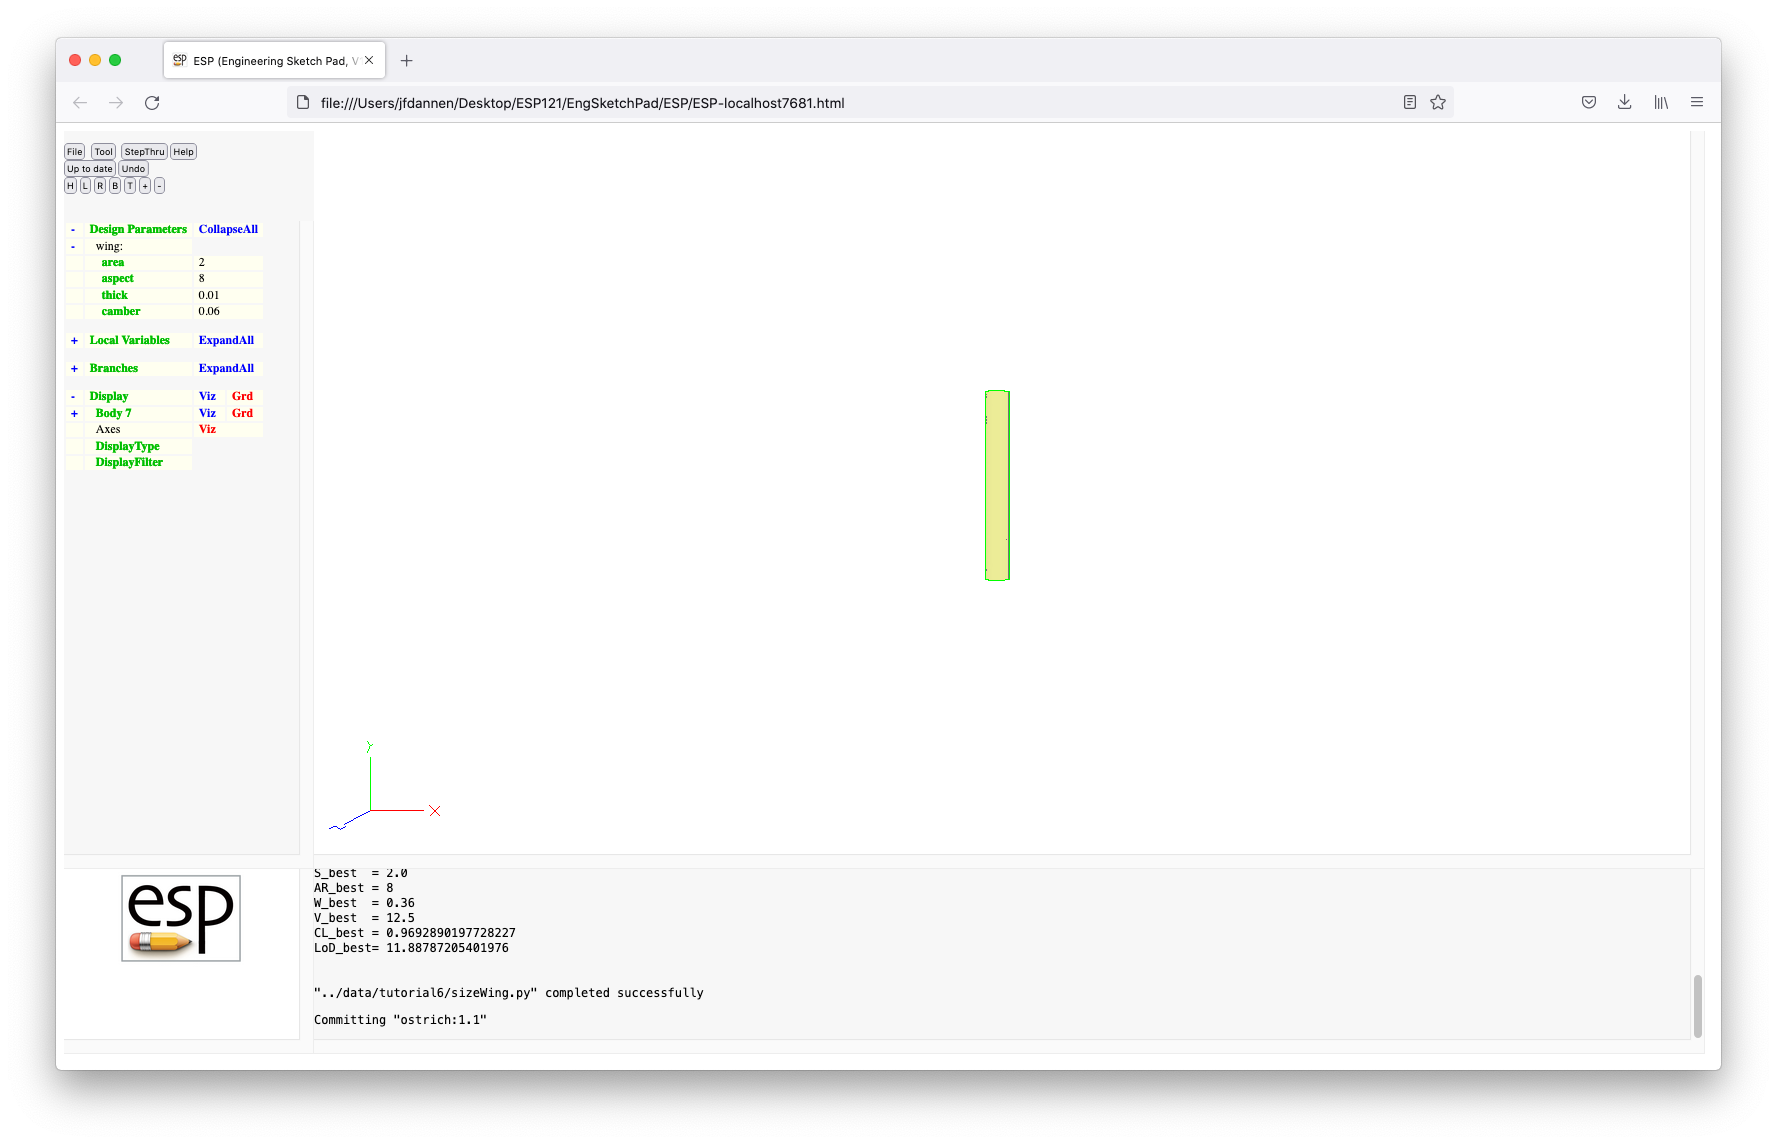 esp ESP (Engineering Sketch Pad, V
file:///Users/jfdannen/Desktop/ESP121/EngSketchPad/ESP/ESP-localhost7681.html
File Tool StepThru Help
Up to date Undo
H L R B T + -
- Design Parameters CollapseAll
- wing:
area 2
aspect 8
thick 0.01
camber 0.06
+ Local Variables ExpandAll
+ Branches ExpandAll
- Display Viz Grd
+ Body 7 Viz Grd
Axes Viz
DisplayType
DisplayFilter
Y
X
Z
esp
S_best = 2.0
AR_best = 8
W_best = 0.36
V_best = 12.5
CL_best = 0.9692890197728227
LoD_best= 11.88787205401976
"../data/tutorial6/sizeWing.py" completed successfully
Committing "ostrich:1.1"